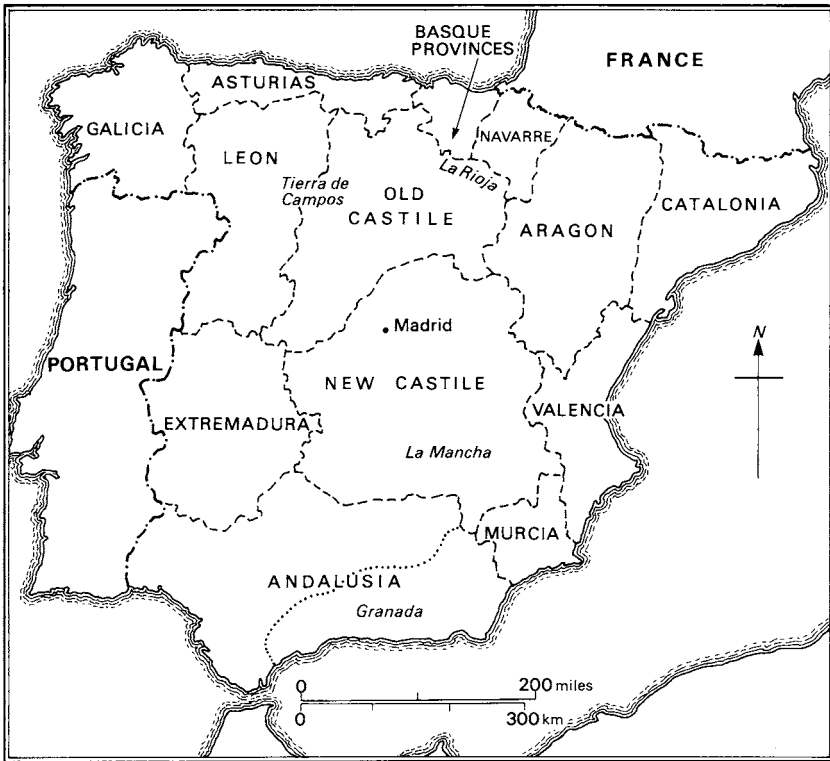 BASQUE
PROVINCES
FRANCE
ASTURIAS
GALICIA
NAVARRE
LEON
La Rioja
Tierra de
Campos
OLD
CASTILE
CATALONIA
ARAGON
N
Madrid
PORTUGAL
NEW CASTILE
VALENCIA
EXTREMADURA
La Mancha
MURCIA
ANDALUSIA
Granada
0 200 miles
0 300 km